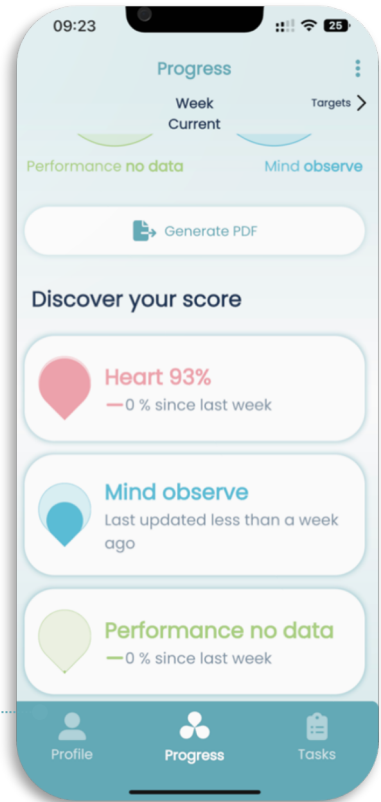 09:23
25
Progress
Week
Targets
Current
Performance no data
Mind observe
Generate PDF
Discover your score
Heart 93%
—0 % since last week
Mind observe
Last updated less than a week
ago
Performance no data
—0 % since last week
Profile
Progress
Tasks